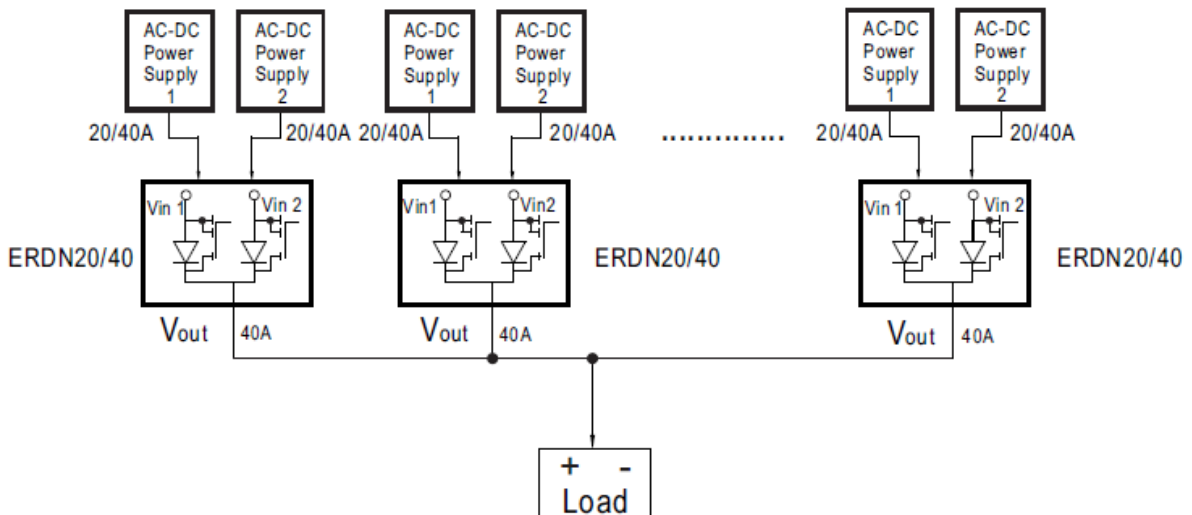 AC-DC
Power
Supply
1
AC-DC
Power
Supply
2
AC-DC
Power
Supply
1
AC-DC
Power
Supply
2
AC-DC
Power
Supply
1
AC-DC
Power
Supply
2
20/40A
20/40A
20/40A
20/40A
..............
20/40A
20/40A
Vin 1
Vin 2
Vin1
Vin2
Vin 1
Vin 2
ERDN20/40
ERDN20/40
ERDN20/40
Vout
40A
Vout
40A
Vout
40A
+ -
Load